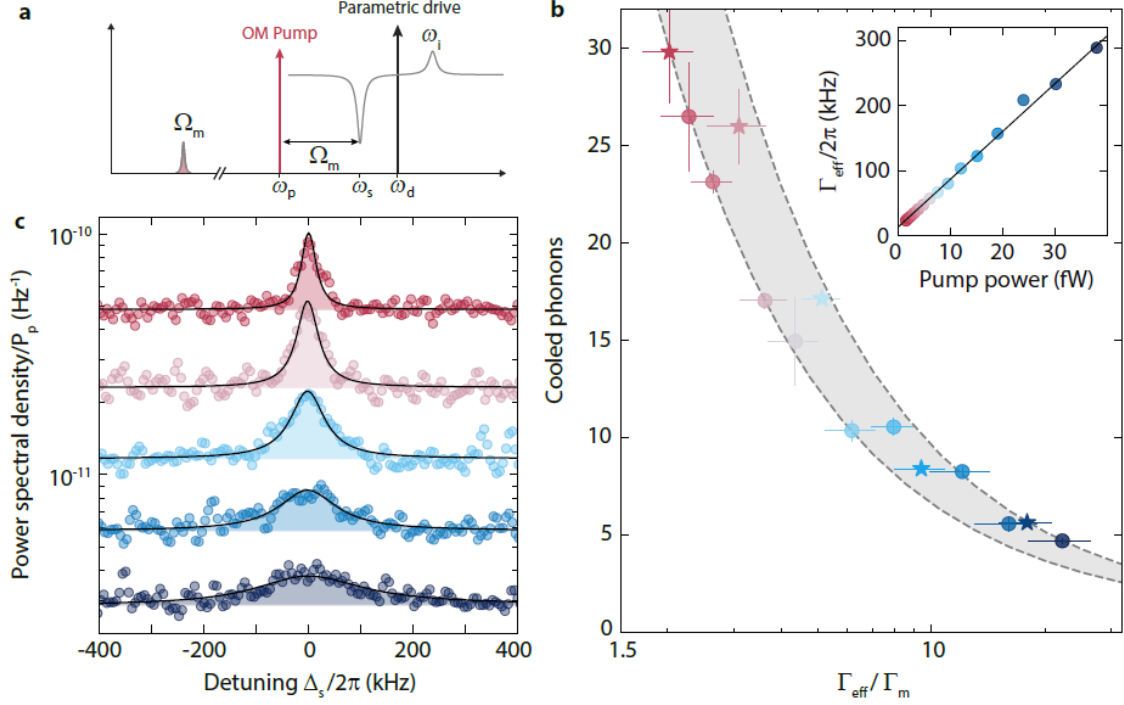 a
Parametric drive
OM Pump
ω_i
Ω_m
Ω_m
ω_p
ω_s
ω_d
b
Cooled phonons
30
25
20
15
10
5
0
1.5
10
Γ_eff/Γ_m
Γ_eff/2π (kHz)
300
200
100
0
0
10
20
30
Pump power (fW)
c
Power spectral density/P_p (Hz⁻¹)
10⁻¹⁰
10⁻¹¹
-400
-200
0
200
400
Detuning Δ_s/2π (kHz)